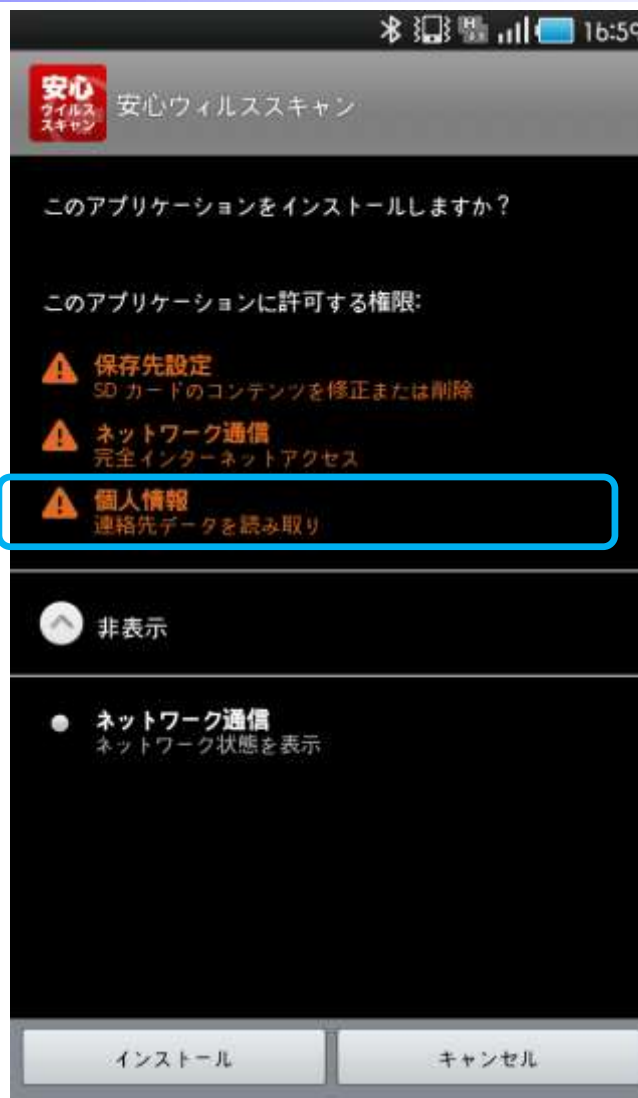 16:59
安心
ウイルス
スキャン
安心ウィルススキャン
このアプリケーションをインストールしますか？
このアプリケーションに許可する権限:
保存先設定
SD カードのコンテンツを修正または削除
ネットワーク通信
完全インターネットアクセス
個人情報
連絡先データを読み取り
非表示
ネットワーク通信
ネットワーク状態を表示
インストール
キャンセル